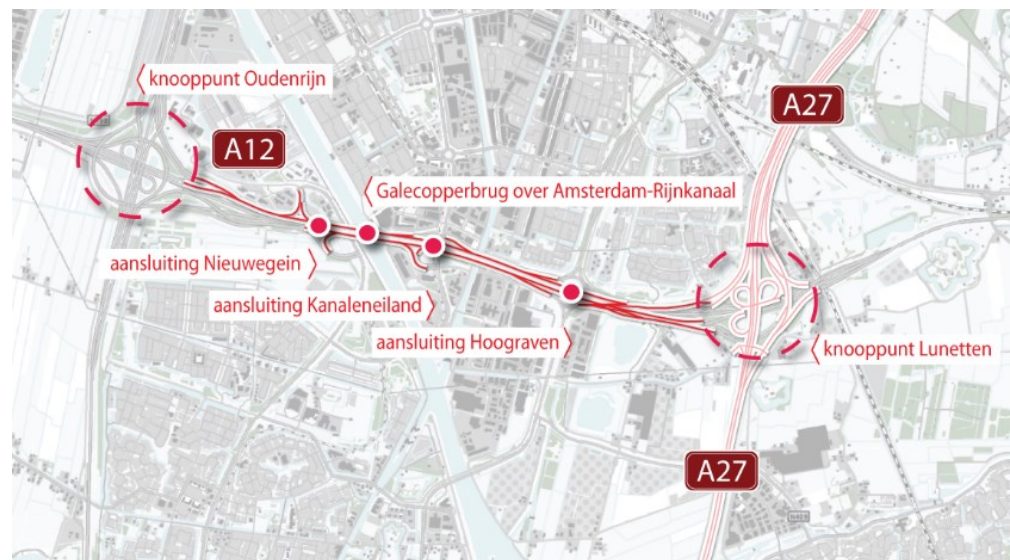 knooppunt Oudenrijn
A27
A12
Galecopperbrug over Amsterdam-Rijnkanaal
aansluiting Nieuwegein
aansluiting Kanaleneiland
aansluiting Hoograven
knooppunt Lunetten
A27